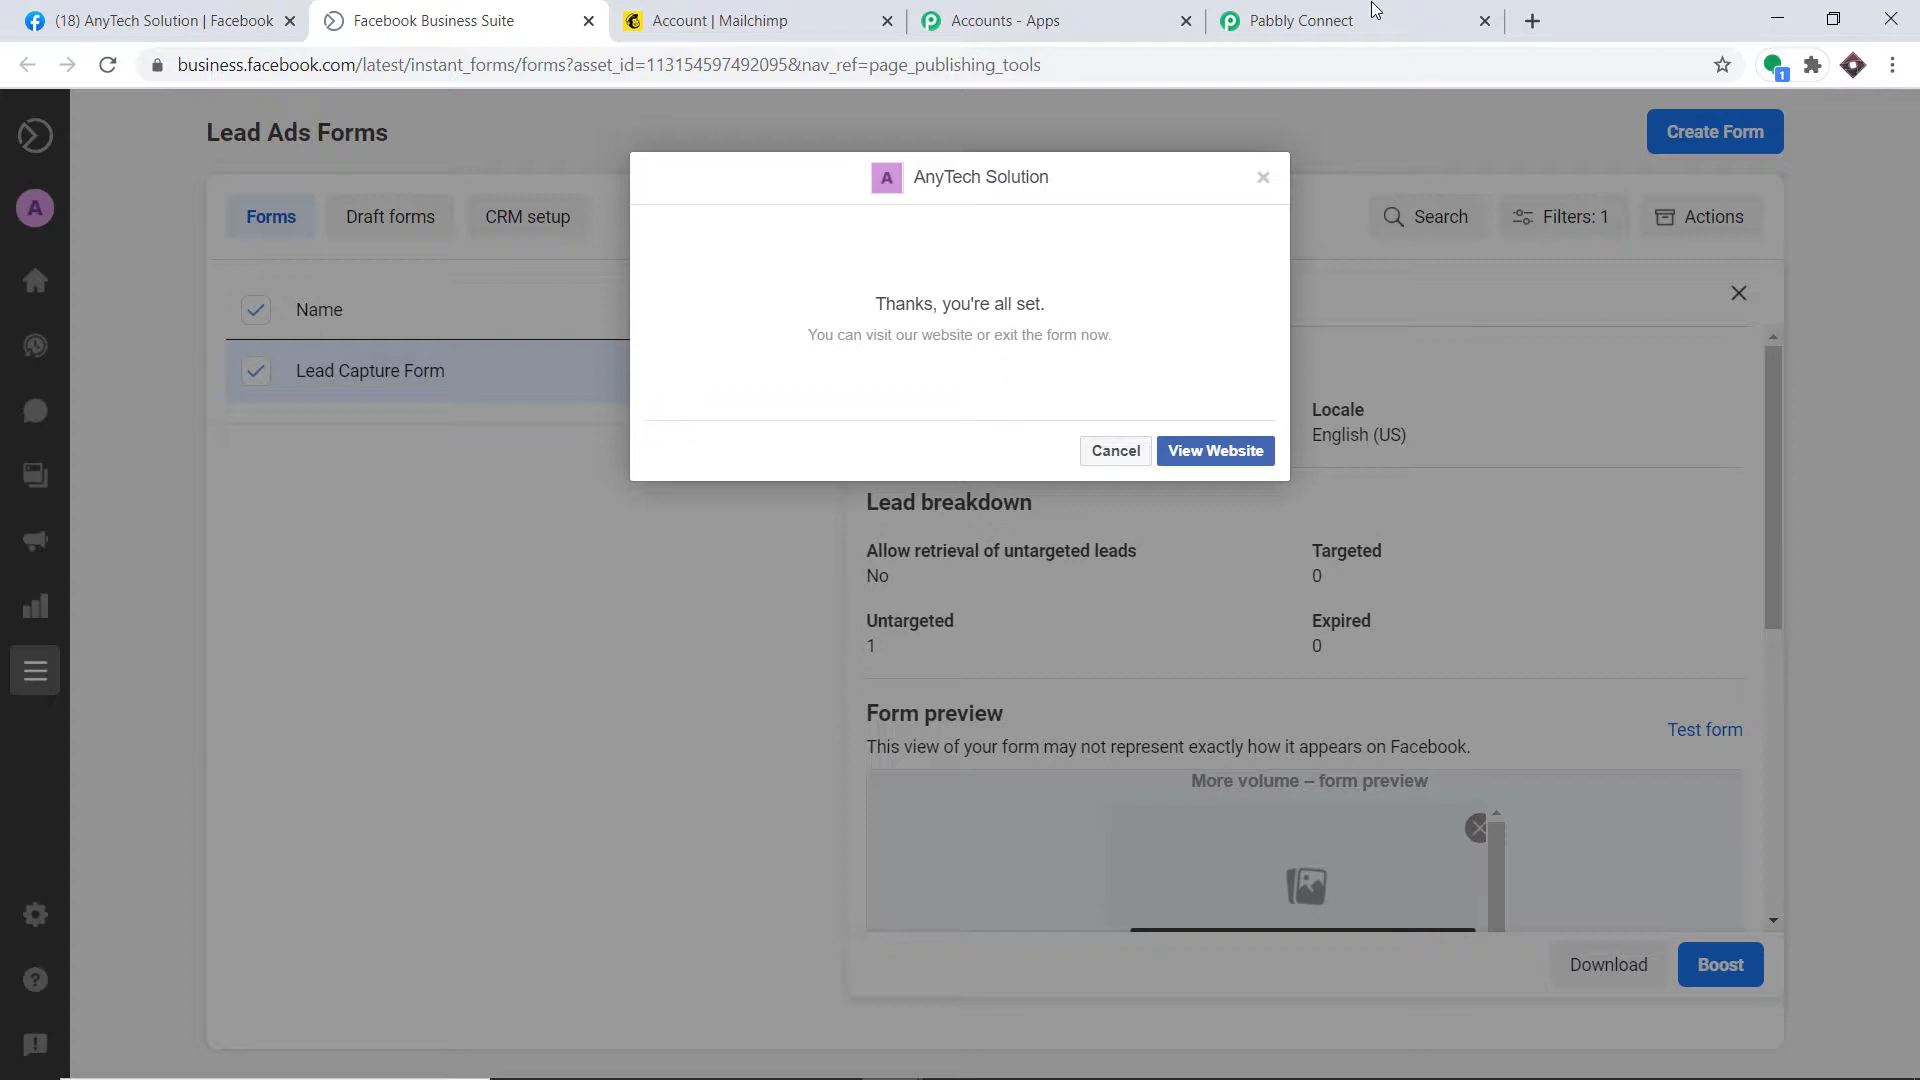 (18) AnyTech Solution | Facebook
Facebook Business Suite
Account | Mailchimp
Accounts - Apps
Pabbly Connect
business.facebook.com/latest/instant_forms/forms?asset_id=113154597492095&nav_ref=page_publishing_tools
1
Lead Ads Forms
Create Form
A
AnyTech Solution
A
Forms
Draft forms
CRM setup
Search
Filters: 1
Actions
Thanks, you're all set.
You can visit our website or exit the form now.
Name
Lead Capture Form
Locale
English (US)
Cancel
View Website
Lead breakdown
Allow retrieval of untargeted leads
No
Targeted
0
Untargeted
1
Expired
0
Form preview
Test form
This view of your form may not represent exactly how it appears on Facebook.
More volume – form preview
Download
Boost